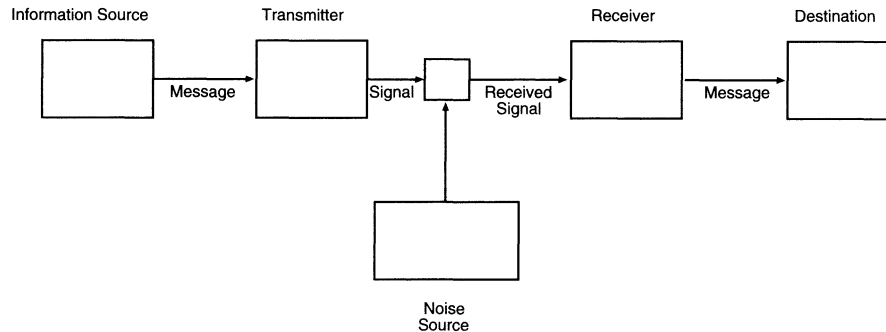 Information Source
Transmitter
Receiver
Destination
Message
Signal
Received
Signal
Message
Noise
Source